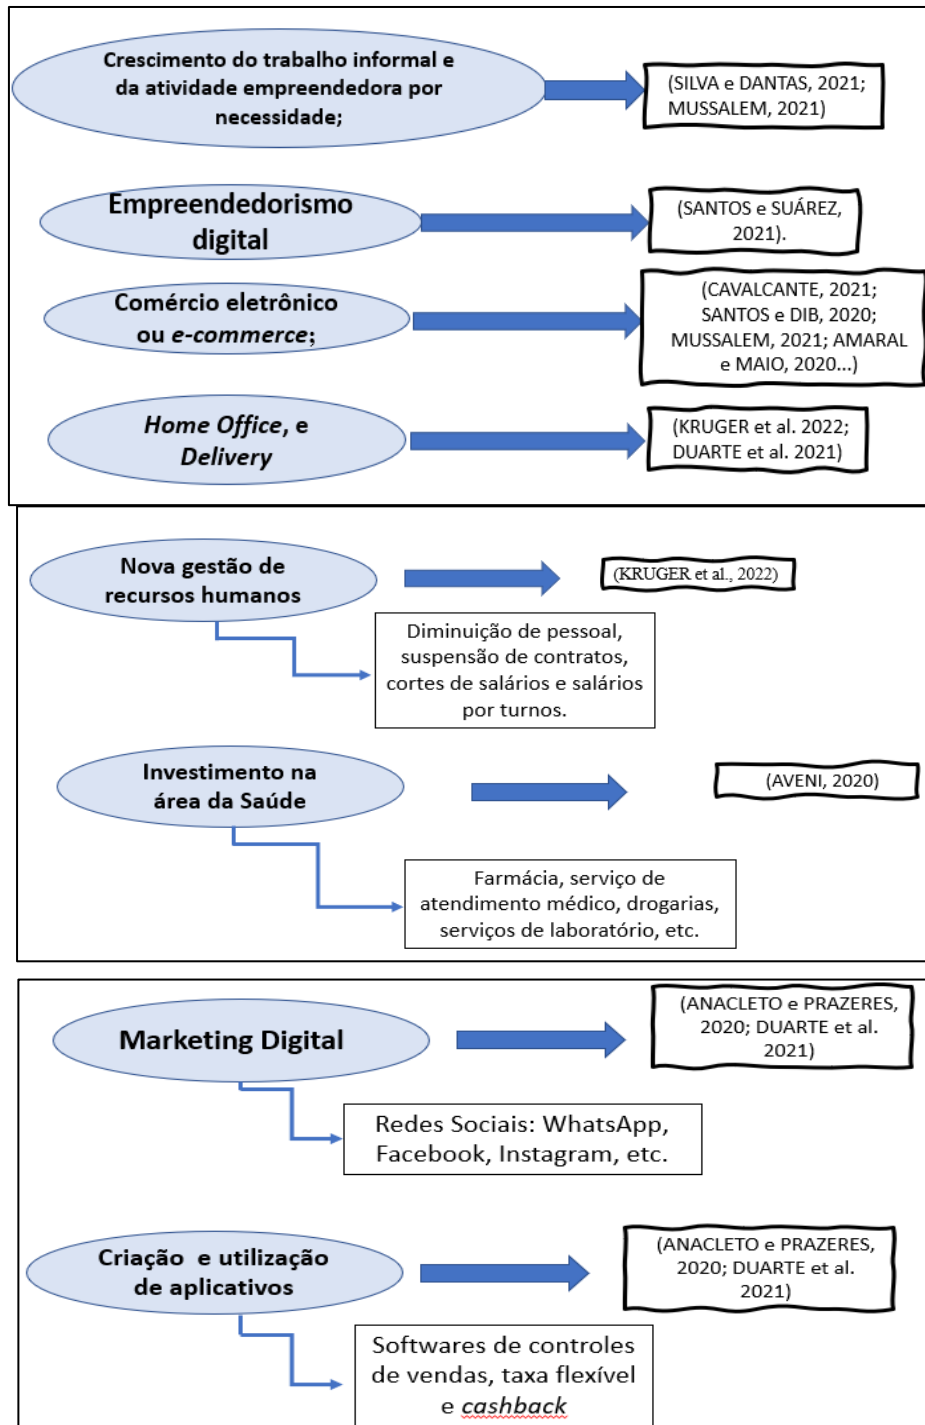 Crescimento do trabalho informal e
da atividade empreendedora por
necessidade;
(SILVA e DANTAS, 2021;
MUSSALEM, 2021)
Empreendedorismo
digital
(SANTOS e SUÁREZ,
2021).
Comércio eletrônico
ou e-commerce;
(CAVALCANTE, 2021;
SANTOS e DIB, 2020;
MUSSALEM, 2021; AMARAL
e MAIO, 2020...)
Home Office, e
Delivery
(KRUGER et al. 2022;
DUARTE et al. 2021)
Nova gestão de
recursos humanos
(KRUGER et al., 2022)
Diminuição de pessoal,
suspensão de contratos,
cortes de salários e salários
por turnos.
Investimento na
área da Saúde
(AVENI, 2020)
Farmácia, serviço de
atendimento médico, drogarias,
serviços de laboratório, etc.
Marketing Digital
(ANACLETO e PRAZERES,
2020; DUARTE et al.
2021)
Redes Sociais: WhatsApp,
Facebook, Instagram, etc.
Criação e utilização
de aplicativos
(ANACLETO e PRAZERES,
2020; DUARTE et al.
2021)
Softwares de controles
de vendas, taxa flexível
e cashback